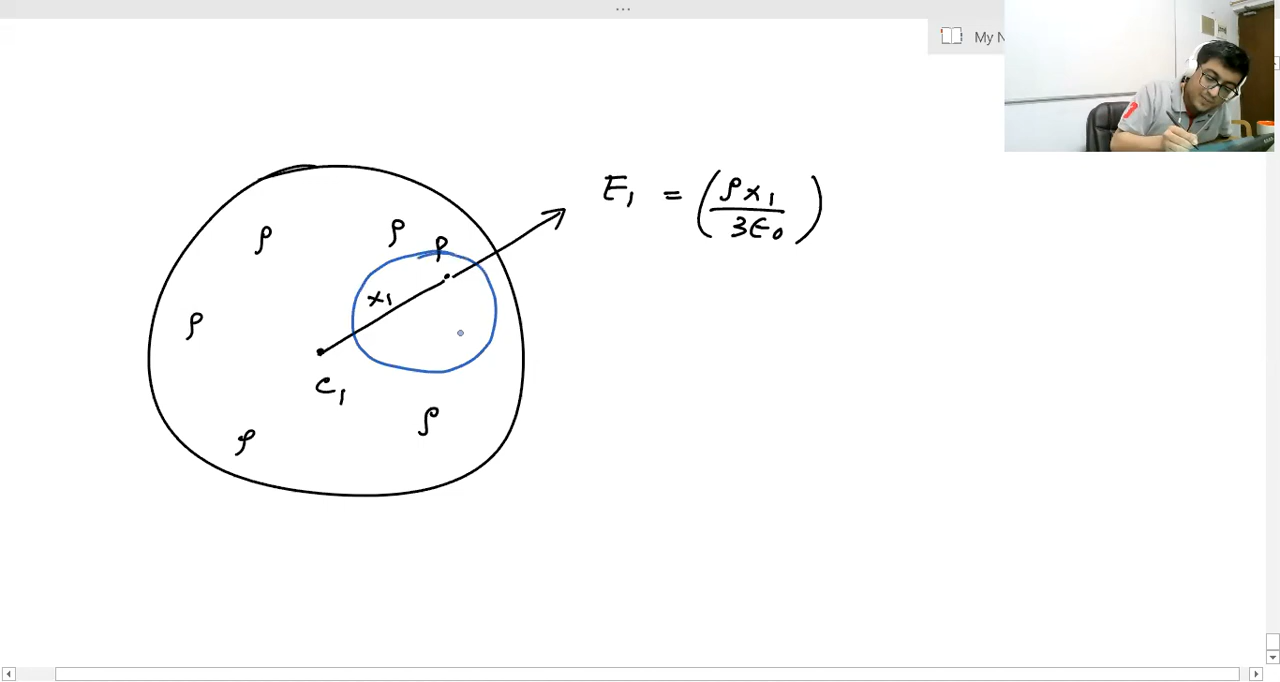 ...
My N
E₁ = (ρx₁ / 3ε₀)
ρ ρ P
x₁
ρ
C₁
ρ
ρ